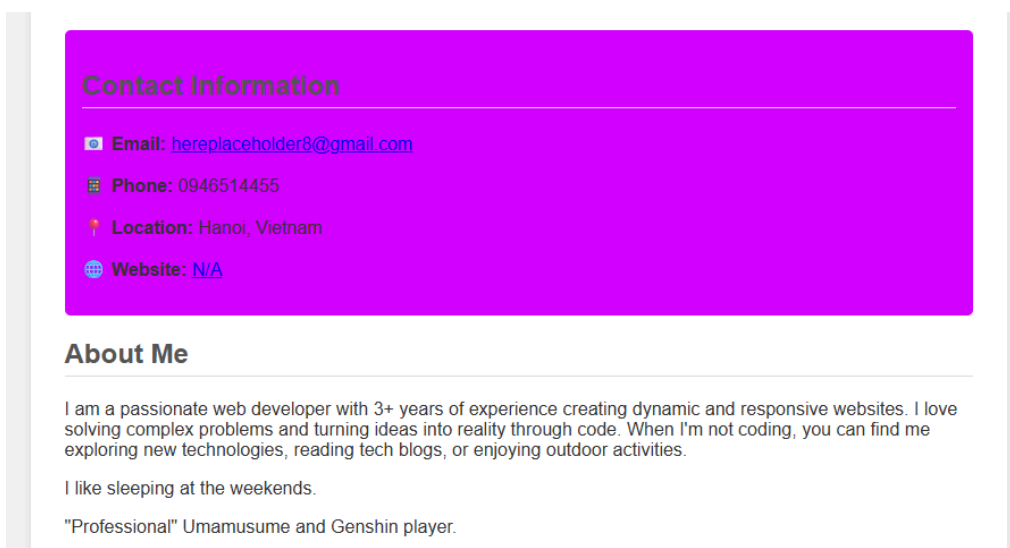 Contact Information
Email: hereplaceholder8@gmail.com
Phone: 0946514455
Location: Hanoi, Vietnam
Website: N/A
About Me
I am a passionate web developer with 3+ years of experience creating dynamic and responsive websites. I love
solving complex problems and turning ideas into reality through code. When I'm not coding, you can find me
exploring new technologies, reading tech blogs, or enjoying outdoor activities.
I like sleeping at the weekends.
"Professional" Umamusume and Genshin player.